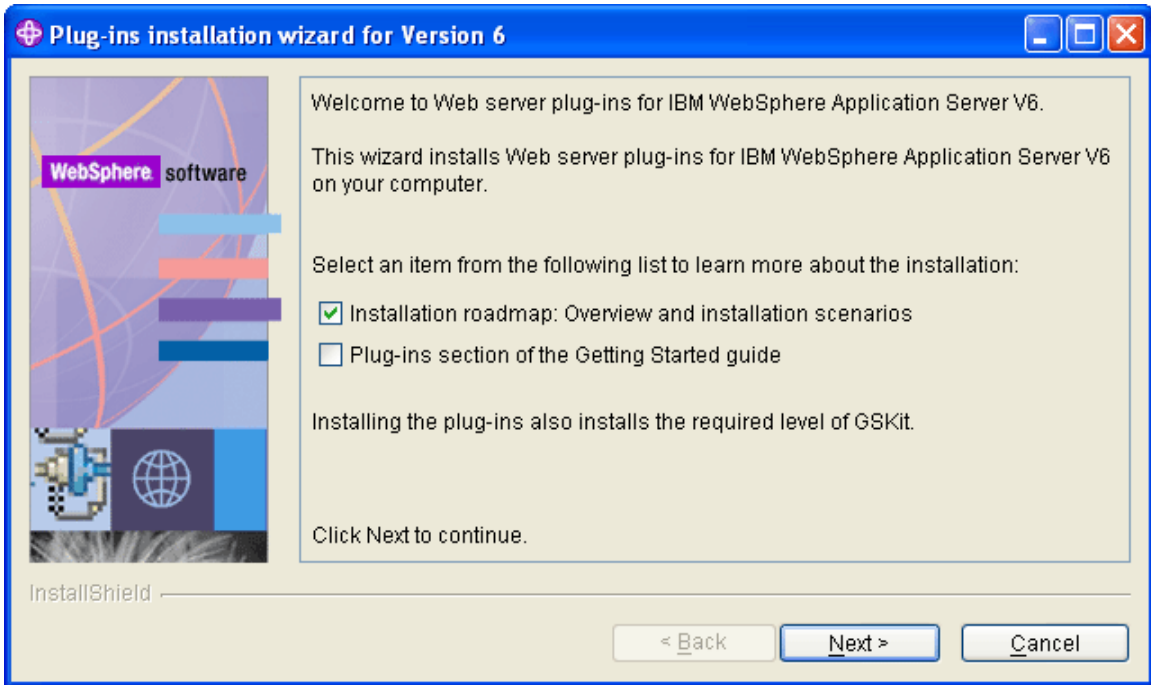 Plug-ins installation wizard for Version 6
WebSphere software
Welcome to Web server plug-ins for IBM WebSphere Application Server V6.
This wizard installs Web server plug-ins for IBM WebSphere Application Server V6
on your computer.
Select an item from the following list to learn more about the installation:
Installation roadmap: Overview and installation scenarios
Plug-ins section of the Getting Started guide
Installing the plug-ins also installs the required level of GSKit.
Click Next to continue.
InstallShield
< Back
Next >
Cancel